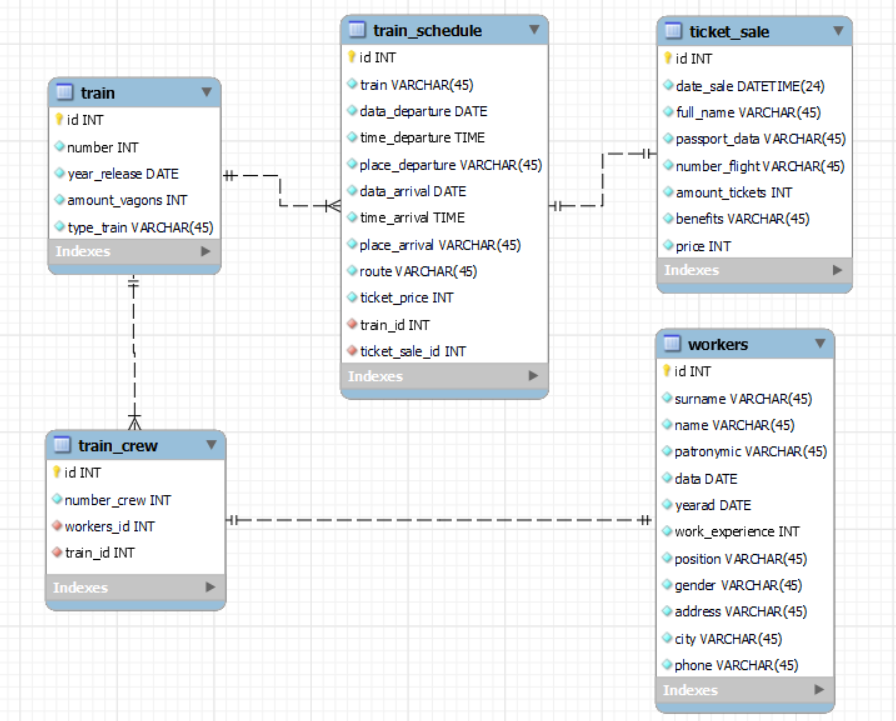 train
id INT
number INT
year_release DATE
amount_vagons INT
type_train VARCHAR(45)
Indexes
train_schedule
id INT
train VARCHAR(45)
data_departure DATE
time_departure TIME
place_departure VARCHAR(45)
data_arrival DATE
time_arrival TIME
place_arrival VARCHAR(45)
route VARCHAR(45)
ticket_price INT
train_id INT
ticket_sale_id INT
Indexes
ticket_sale
id INT
date_sale DATETIME(24)
full_name VARCHAR(45)
passport_data VARCHAR(45)
number_flight VARCHAR(45)
amount_tickets INT
benefits VARCHAR(45)
price INT
Indexes
train_crew
id INT
number_crew INT
workers_id INT
train_id INT
Indexes
workers
id INT
surname VARCHAR(45)
name VARCHAR(45)
patronymic VARCHAR(45)
data DATE
yearad DATE
work_experience INT
position VARCHAR(45)
gender VARCHAR(45)
address VARCHAR(45)
city VARCHAR(45)
phone VARCHAR(45)
Indexes